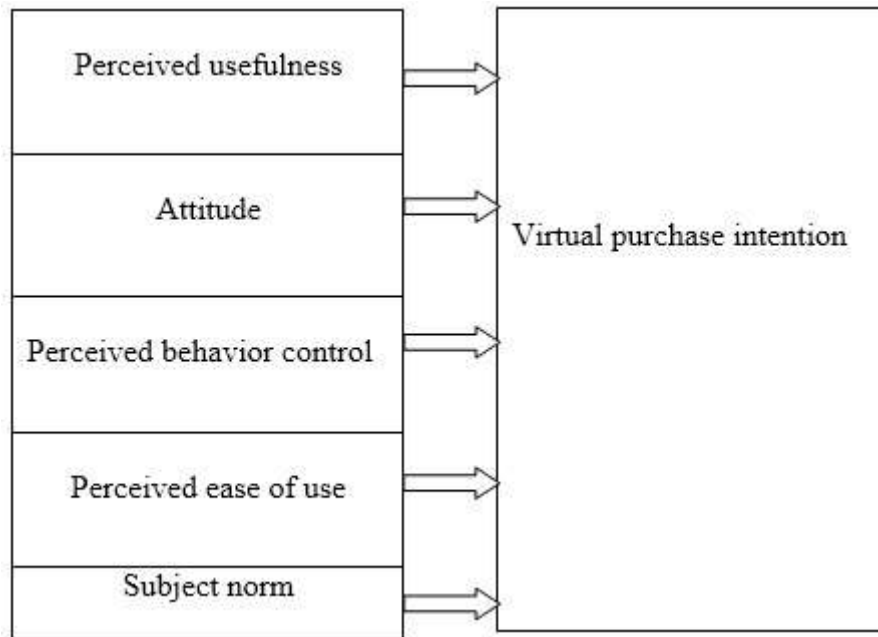 Perceived usefulness
Attitude
Virtual purchase intention
Perceived behavior control
Perceived ease of use
Subject norm